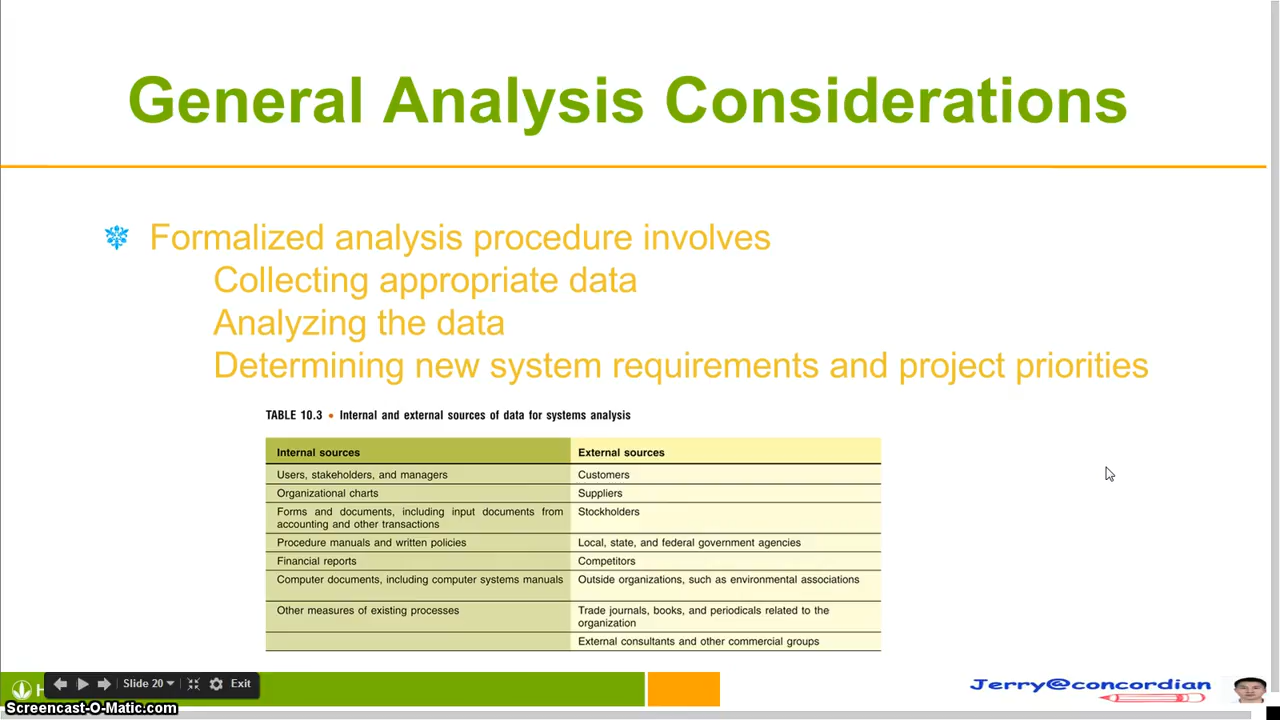 General Analysis Considerations
Formalized analysis procedure involves
Collecting appropriate data
Analyzing the data
Determining new system requirements and project priorities
TABLE 10.3 • Internal and external sources of data for systems analysis
Internal sources External sources
Users, stakeholders, and managers Customers
Organizational charts Suppliers
Forms and documents, including input documents from Stockholders
accounting and other transactions
Procedure manuals and written policies Local, state, and federal government agencies
Financial reports Competitors
Computer documents, including computer systems manuals Outside organizations, such as environmental associations
Other measures of existing processes Trade journals, books, and periodicals related to the
organization
External consultants and other commercial groups
H Slide 20 Exit Jerry@concordian
Screencast-O-Matic.com